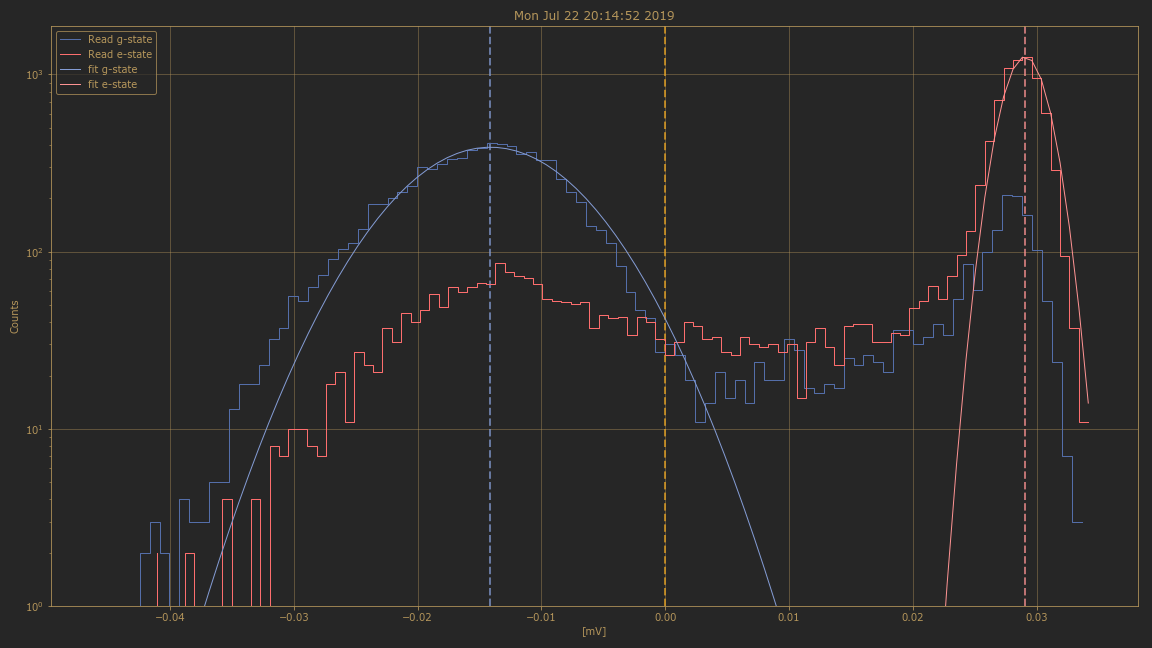 Mon Jul 22 20:14:52 2019
Read g-state
Read e-state
fit g-state
fit e-state
Counts
10³
10²
10¹
10⁰
−0.04 −0.03 −0.02 −0.01 0.00 0.01 0.02 0.03
[mV]